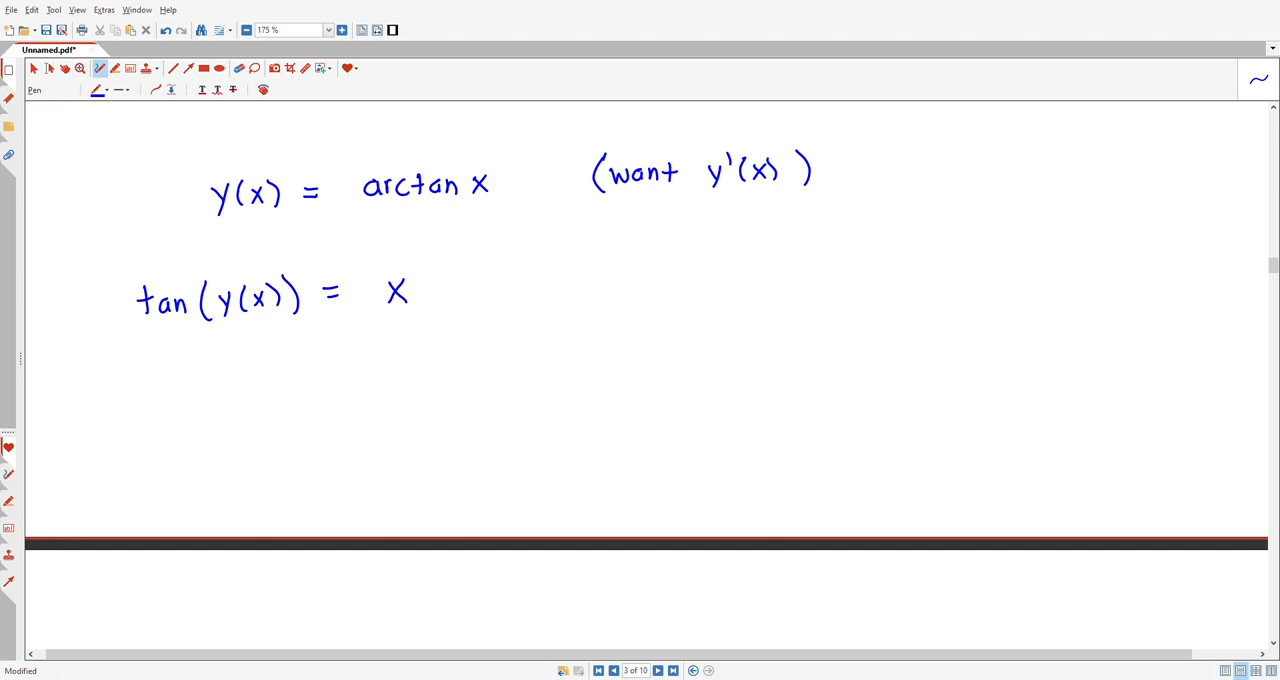 File Edit Tool View Extras Window Help
175 %
Unnamed.pdf*
Pen
y(x) = arctan x (want y'(x) )
tan(y(x)) = x
3 of 10
Modified